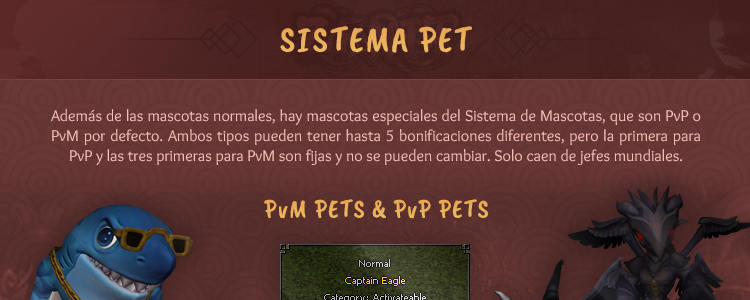 SISTEMA PET
Además de las mascotas normales, hay mascotas especiales del Sistema de Mascotas, que son PvP o
PvM por defecto. Ambos tipos pueden tener hasta 5 bonificaciones diferentes, pero la primera para
PvP y las tres primeras para PvM son fijas y no se pueden cambiar. Solo caen de jefes mundiales.
PvM PETS & PvP PETS
Normal
Captain Eagle
Category: Activateable